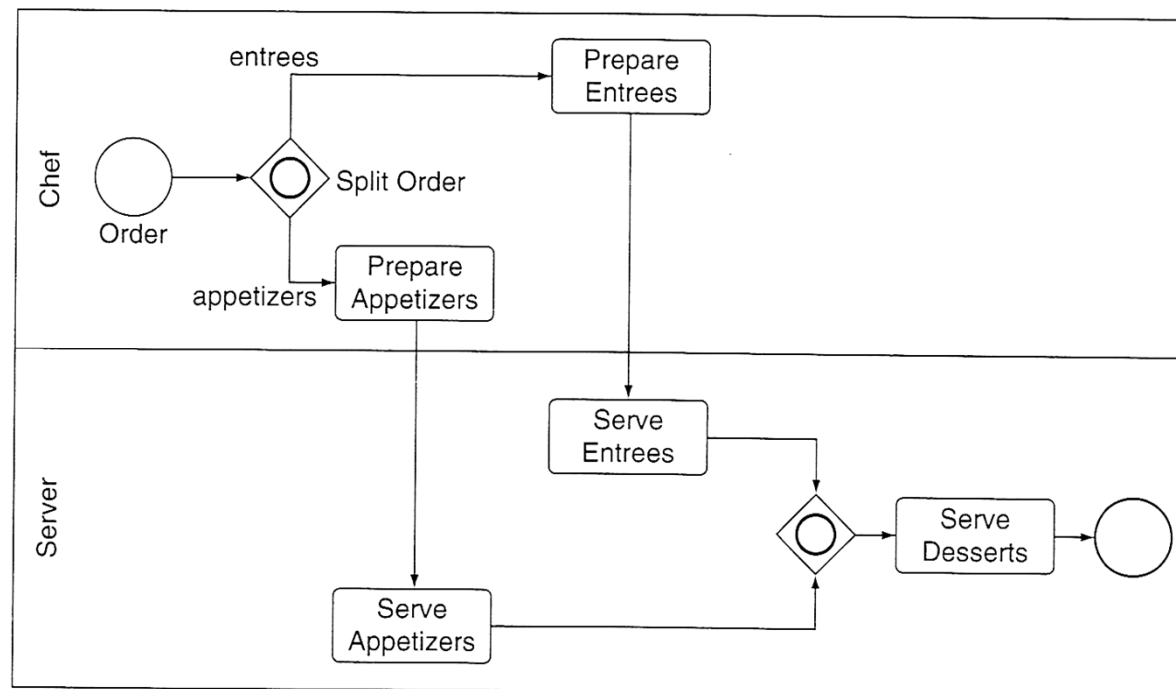 Chef
Order
entrees
Split Order
appetizers
Prepare
Entrees
Prepare
Appetizers
Server
Serve
Entrees
Serve
Appetizers
Serve
Desserts